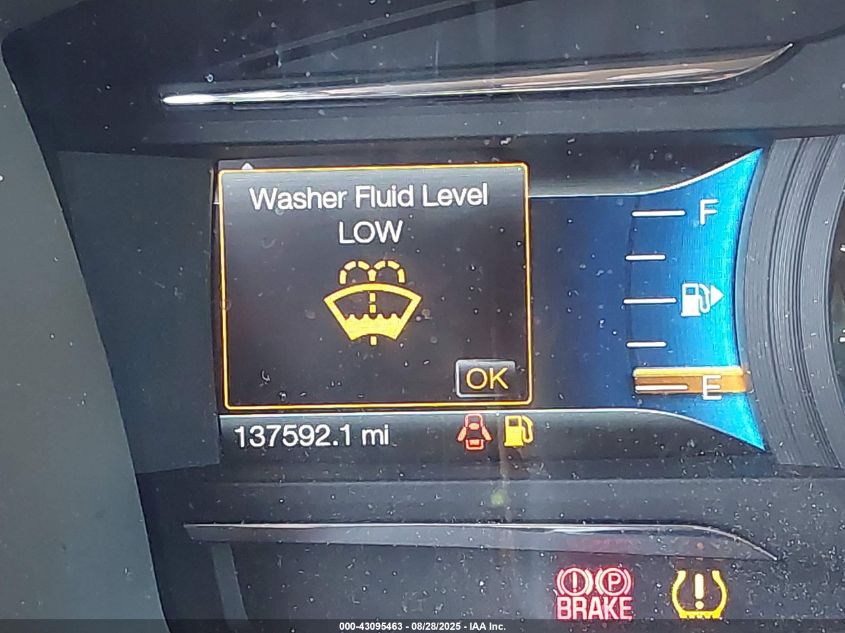 Washer Fluid Level
LOW
F
OK
E
137592.1 mi
P
BRAKE
000-43095463 - 08/28/2025 - IAA Inc.